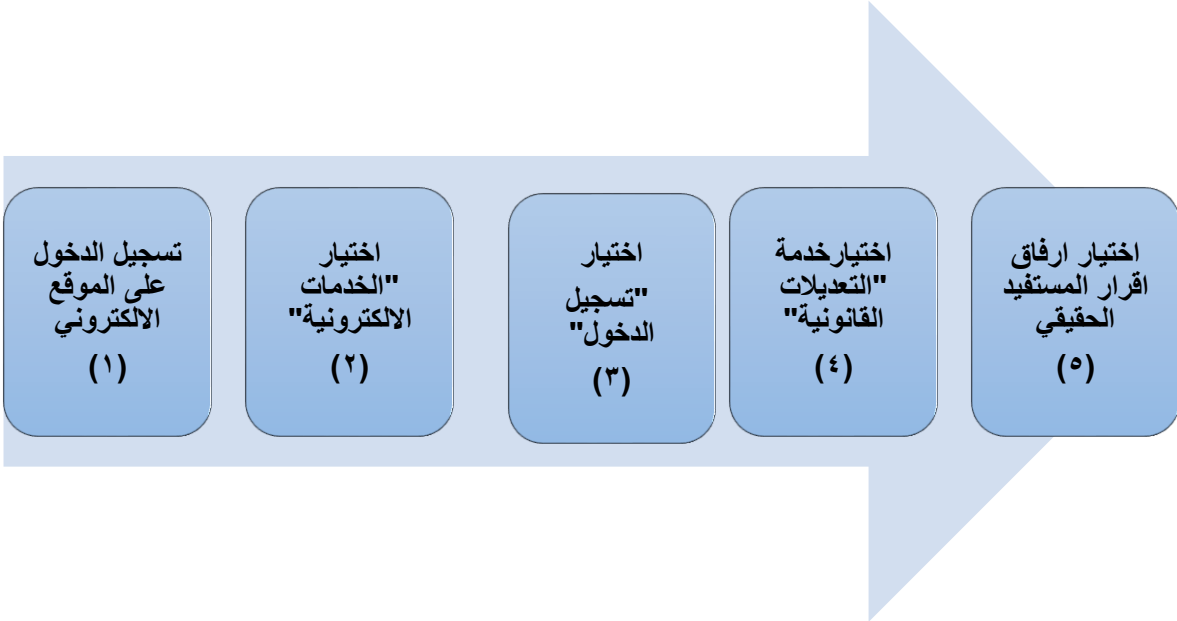 تسجيل الدخول
على الموقع
الالكتروني
(١)
اختيار
"الخدمات
الالكترونية"
(٢)
اختيار
"تسجيل
الدخول"
(٣)
اختيارخدمة
"التعديلات
القانونية"
(٤)
اختيار ارفاق
اقرار المستفيد
الحقيقي
(٥)